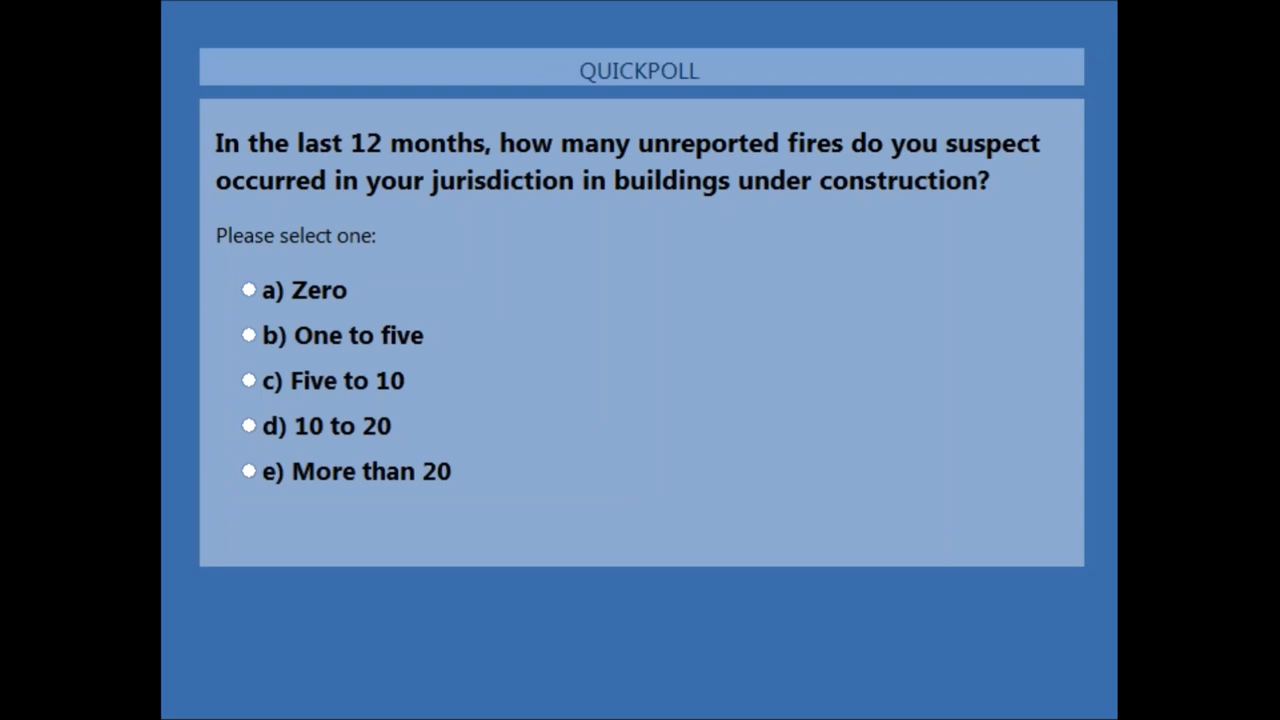 QUICKPOLL
In the last 12 months, how many unreported fires do you suspect
occurred in your jurisdiction in buildings under construction?
Please select one:
a) Zero
b) One to five
c) Five to 10
d) 10 to 20
e) More than 20